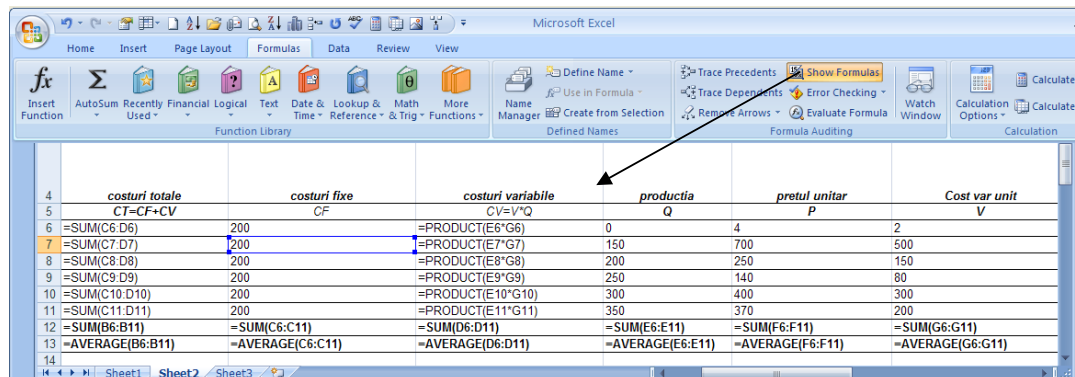 Microsoft Excel
Home Insert Page Layout Formulas Data Review View
fx Σ ? A θ
Insert Function AutoSum Recently Used Financial Logical Text Date & Time Lookup & Reference Math & Trig More Functions
Function Library
Name Manager
Define Name
Use in Formula
Create from Selection
Defined Names
Trace Precedents Show Formulas
Trace Dependents Error Checking
Remove Arrows Evaluate Formula
Watch Window
Formula Auditing
Calculation Options
Calculate
Calculate
Calculation
4 costuri totale costuri fixe costuri variabile productia pretul unitar Cost var unit
5 CT=CF+CV CF CV=V*Q Q P V
6 =SUM(C6:D6) 200 =PRODUCT(E6*G6) 0 4 2
7 =SUM(C7:D7) 200 =PRODUCT(E7*G7) 150 700 500
8 =SUM(C8:D8) 200 =PRODUCT(E8*G8) 200 250 150
9 =SUM(C9:D9) 200 =PRODUCT(E9*G9) 250 140 80
10 =SUM(C10:D10) 200 =PRODUCT(E10*G10) 300 400 300
11 =SUM(C11:D11) 200 =PRODUCT(E11*G11) 350 370 200
12 =SUM(B6:B11) =SUM(C6:C11) =SUM(D6:D11) =SUM(E6:E11) =SUM(F6:F11) =SUM(G6:G11)
13 =AVERAGE(B6:B11) =AVERAGE(C6:C11) =AVERAGE(D6:D11) =AVERAGE(E6:E11) =AVERAGE(F6:F11) =AVERAGE(G6:G11)
14
Sheet1 Sheet2 Sheet3